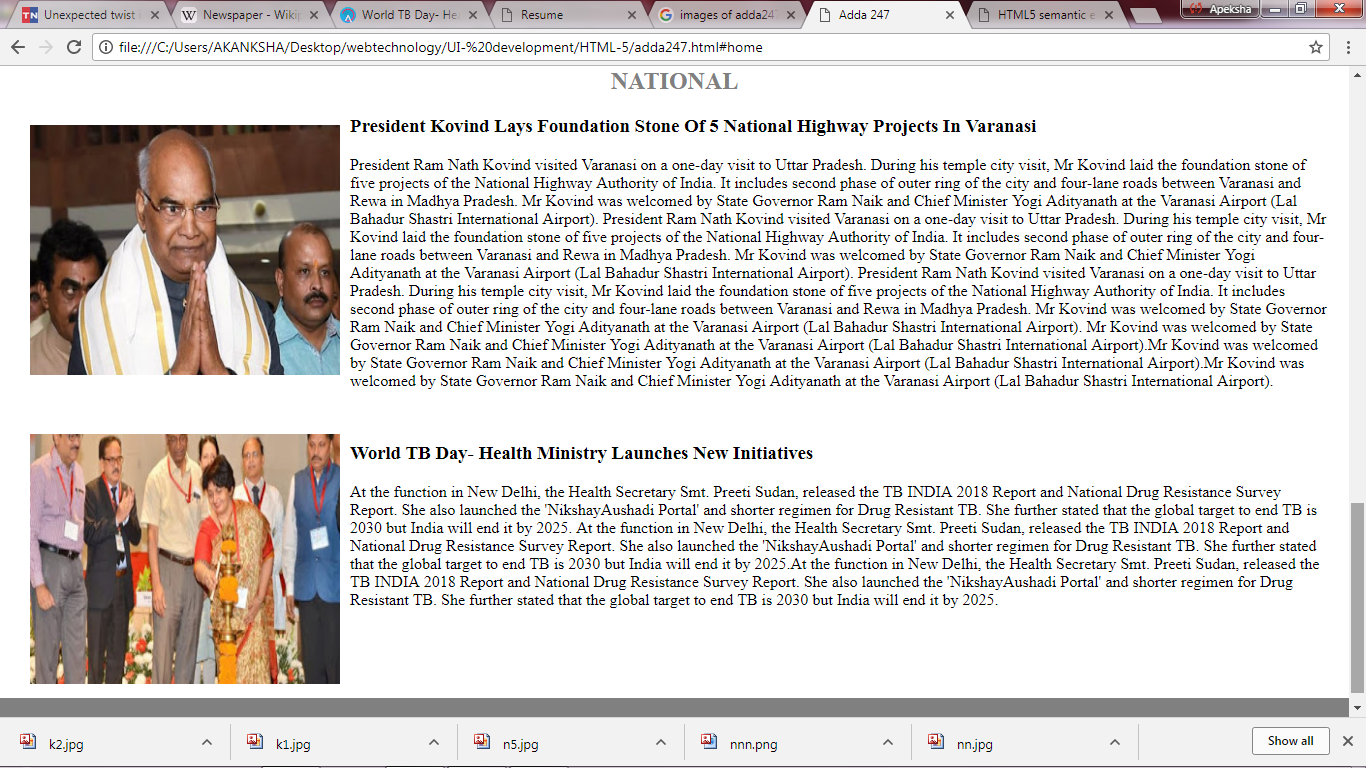 Unexpected twist
Newspaper - Wiki
World TB Day- He
Resume
images of adda247
Adda 247
HTML5 semantic e
Apeksha
file:///C:/Users/AKANKSHA/Desktop/webtechnology/UI-%20development/HTML-5/adda247.html#home
NATIONAL
President Kovind Lays Foundation Stone Of 5 National Highway Projects In Varanasi
President Ram Nath Kovind visited Varanasi on a one-day visit to Uttar Pradesh. During his temple city visit, Mr Kovind laid the foundation stone of
five projects of the National Highway Authority of India. It includes second phase of outer ring of the city and four-lane roads between Varanasi and
Rewa in Madhya Pradesh. Mr Kovind was welcomed by State Governor Ram Naik and Chief Minister Yogi Adityanath at the Varanasi Airport (Lal
Bahadur Shastri International Airport). President Ram Nath Kovind visited Varanasi on a one-day visit to Uttar Pradesh. During his temple city visit, Mr
Kovind laid the foundation stone of five projects of the National Highway Authority of India. It includes second phase of outer ring of the city and four-
lane roads between Varanasi and Rewa in Madhya Pradesh. Mr Kovind was welcomed by State Governor Ram Naik and Chief Minister Yogi
Adityanath at the Varanasi Airport (Lal Bahadur Shastri International Airport). President Ram Nath Kovind visited Varanasi on a one-day visit to Uttar
Pradesh. During his temple city visit, Mr Kovind laid the foundation stone of five projects of the National Highway Authority of India. It includes
second phase of outer ring of the city and four-lane roads between Varanasi and Rewa in Madhya Pradesh. Mr Kovind was welcomed by State Governor
Ram Naik and Chief Minister Yogi Adityanath at the Varanasi Airport (Lal Bahadur Shastri International Airport). Mr Kovind was welcomed by State
Governor Ram Naik and Chief Minister Yogi Adityanath at the Varanasi Airport (Lal Bahadur Shastri International Airport).Mr Kovind was welcomed
by State Governor Ram Naik and Chief Minister Yogi Adityanath at the Varanasi Airport (Lal Bahadur Shastri International Airport).Mr Kovind was
welcomed by State Governor Ram Naik and Chief Minister Yogi Adityanath at the Varanasi Airport (Lal Bahadur Shastri International Airport).
World TB Day- Health Ministry Launches New Initiatives
At the function in New Delhi, the Health Secretary Smt. Preeti Sudan, released the TB INDIA 2018 Report and National Drug Resistance Survey
Report. She also launched the 'NikshayAushadi Portal' and shorter regimen for Drug Resistant TB. She further stated that the global target to end TB is
2030 but India will end it by 2025. At the function in New Delhi, the Health Secretary Smt. Preeti Sudan, released the TB INDIA 2018 Report and
National Drug Resistance Survey Report. She also launched the 'NikshayAushadi Portal' and shorter regimen for Drug Resistant TB. She further stated
that the global target to end TB is 2030 but India will end it by 2025.At the function in New Delhi, the Health Secretary Smt. Preeti Sudan, released the
TB INDIA 2018 Report and National Drug Resistance Survey Report. She also launched the 'NikshayAushadi Portal' and shorter regimen for Drug
Resistant TB. She further stated that the global target to end TB is 2030 but India will end it by 2025.
k2.jpg
k1.jpg
n5.jpg
nnn.png
nn.jpg
Show all